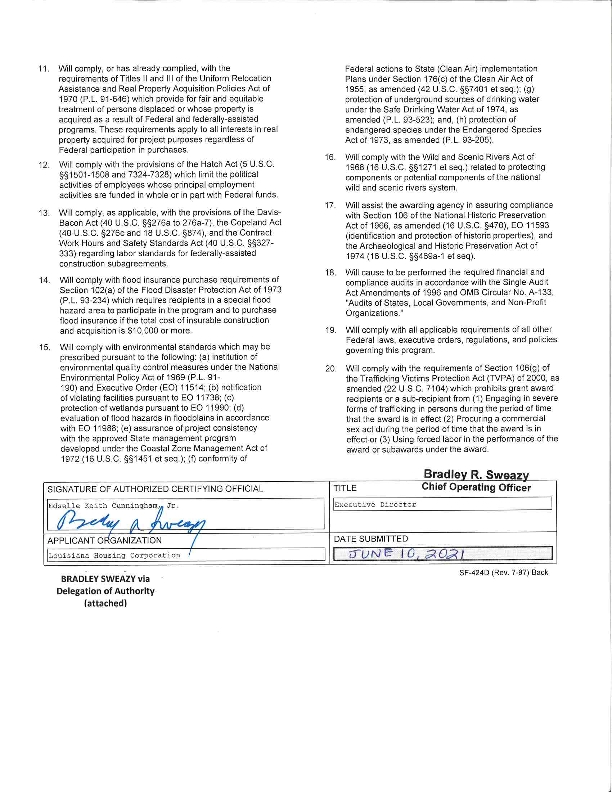 11. Will comply, or has already complied, with the
requirements of Titles II and III of the Uniform Relocation
Assistance and Real Property Acquisition Policies Act of
1970 (P.L. 91-646) which provide for fair and equitable
treatment of persons displaced or whose property is
acquired as a result of Federal and federally-assisted
programs. These requirements apply to all interests in real
property acquired for project purposes regardless of
Federal participation in purchases.
12. Will comply with the provisions of the Hatch Act (5 U.S.C.
§§1501-1508 and 7324-7328) which limit the political
activities of employees whose principal employment
activities are funded in whole or in part with Federal funds.
13. Will comply, as applicable, with the provisions of the Davis-
Bacon Act (40 U.S.C. §§276a to 276a-7), the Copeland Act
(40 U.S.C. §276c and 18 U.S.C. §874), and the Contract
Work Hours and Safety Standards Act (40 U.S.C. §§327-
333) regarding labor standards for federally-assisted
construction subagreements.
14. Will comply with flood insurance purchase requirements of
Section 102(a) of the Flood Disaster Protection Act of 1973
(P.L. 93-234) which requires recipients in a special flood
hazard area to participate in the program and to purchase
flood insurance if the total cost of insurable construction
and acquisition is $10,000 or more.
15. Will comply with environmental standards which may be
prescribed pursuant to the following: (a) institution of
environmental quality control measures under the National
Environmental Policy Act of 1969 (P.L. 91-
190) and Executive Order (EO) 11514; (b) notification
of violating facilities pursuant to EO 11738; (c)
protection of wetlands pursuant to EO 11990; (d)
evaluation of flood hazards in floodplains in accordance
with EO 11988; (e) assurance of project consistency
with the approved State management program
developed under the Coastal Zone Management Act of
1972 (16 U.S.C. §§1451 et seq.); (f) conformity of
Federal actions to State (Clean Air) Implementation
Plans under Section 176(c) of the Clean Air Act of
1955, as amended (42 U.S.C. §§7401 et seq.); (g)
protection of underground sources of drinking water
under the Safe Drinking Water Act of 1974, as
amended (P.L. 93-523); and, (h) protection of
endangered species under the Endangered Species
Act of 1973, as amended (P.L. 93-205).
16. Will comply with the Wild and Scenic Rivers Act of
1968 (16 U.S.C. §§1271 et seq.) related to protecting
components or potential components of the national
wild and scenic rivers system.
17. Will assist the awarding agency in assuring compliance
with Section 106 of the National Historic Preservation
Act of 1966, as amended (16 U.S.C. §470), EO 11593
(identification and protection of historic properties), and
the Archaeological and Historic Preservation Act of
1974 (16 U.S.C. §§469a-1 et seq).
18. Will cause to be performed the required financial and
compliance audits in accordance with the Single Audit
Act Amendments of 1996 and OMB Circular No. A-133,
"Audits of States, Local Governments, and Non-Profit
Organizations."
19. Will comply with all applicable requirements of all other
Federal laws, executive orders, regulations, and policies
governing this program.
20. Will comply with the requirements of Section 106(g) of
the Trafficking Victims Protection Act (TVPA) of 2000, as
amended (22 U.S.C. 7104) which prohibits grant award
recipients or a sub-recipient from (1) Engaging in severe
forms of trafficking in persons during the period of time
that the award is in effect (2) Procuring a commercial
sex act during the period of time that the award is in
effect or (3) Using forced labor in the performance of the
award or subawards under the award.
Bradley R. Sweazy
SIGNATURE OF AUTHORIZED CERTIFYING OFFICIAL
TITLE Chief Operating Officer
Edselle Keith Cunningham, Jr.
Executive Director
APPLICANT ORGANIZATION
DATE SUBMITTED
Louisiana Housing Corporation
JUNE 16, 2021
SF-424D (Rev. 7-97) Back
BRADLEY SWEAZY via
Delegation of Authority
(attached)